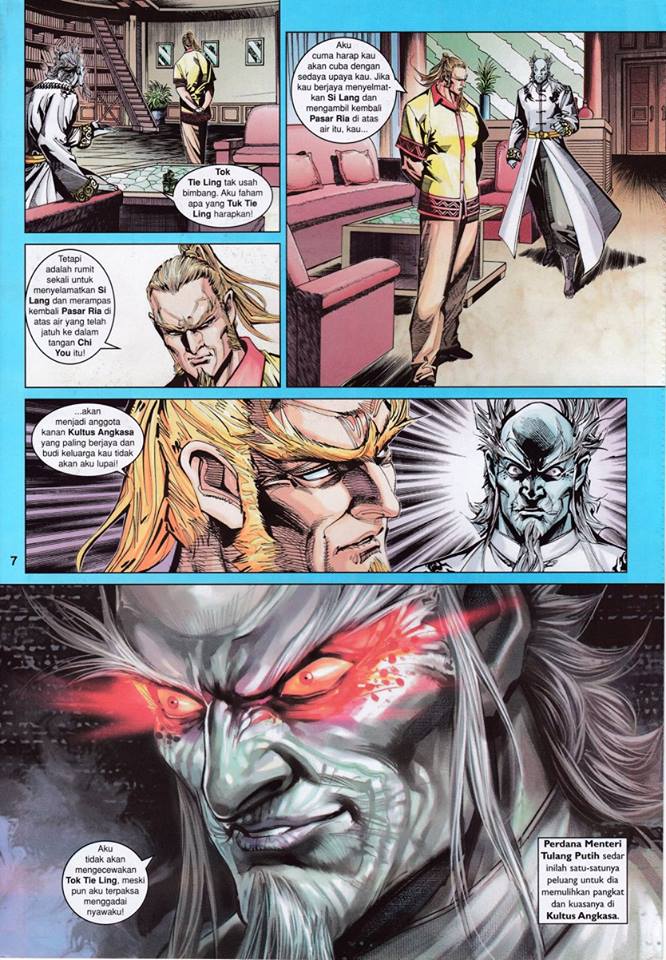 Tok
Tie Ling tak usah
bimbang. Aku faham
apa yang Tuk Tie
Ling harapkan!
Aku
cuma harap kau
akan cuba dengan
sedaya upaya kau. Jika
kau berjaya menyelmat-
kan Si Lang dan
mengambil kembali
Pasar Ria di atas
air itu, kau...
Tetapi
adalah rumit
sekali untuk
menyelamatkan Si
Lang dan merampas
kembali Pasar Ria di
atas air yang telah
jatuh ke dalam
tangan Chi
You itu!
...akan
menjadi anggota
kanan Kultus Angkasa
yang paling berjaya dan
budi keluarga kau tidak
akan aku lupai!
7
Aku
tidak akan
mengecewakan
Tok Tie Ling, meski
pun aku terpaksa
menggadai
nyawaku!
Perdana Menteri
Tulang Putih sedar
inilah satu-satunya
peluang untuk dia
memulihkan pangkat
dan kuasanya di
Kultus Angkasa.